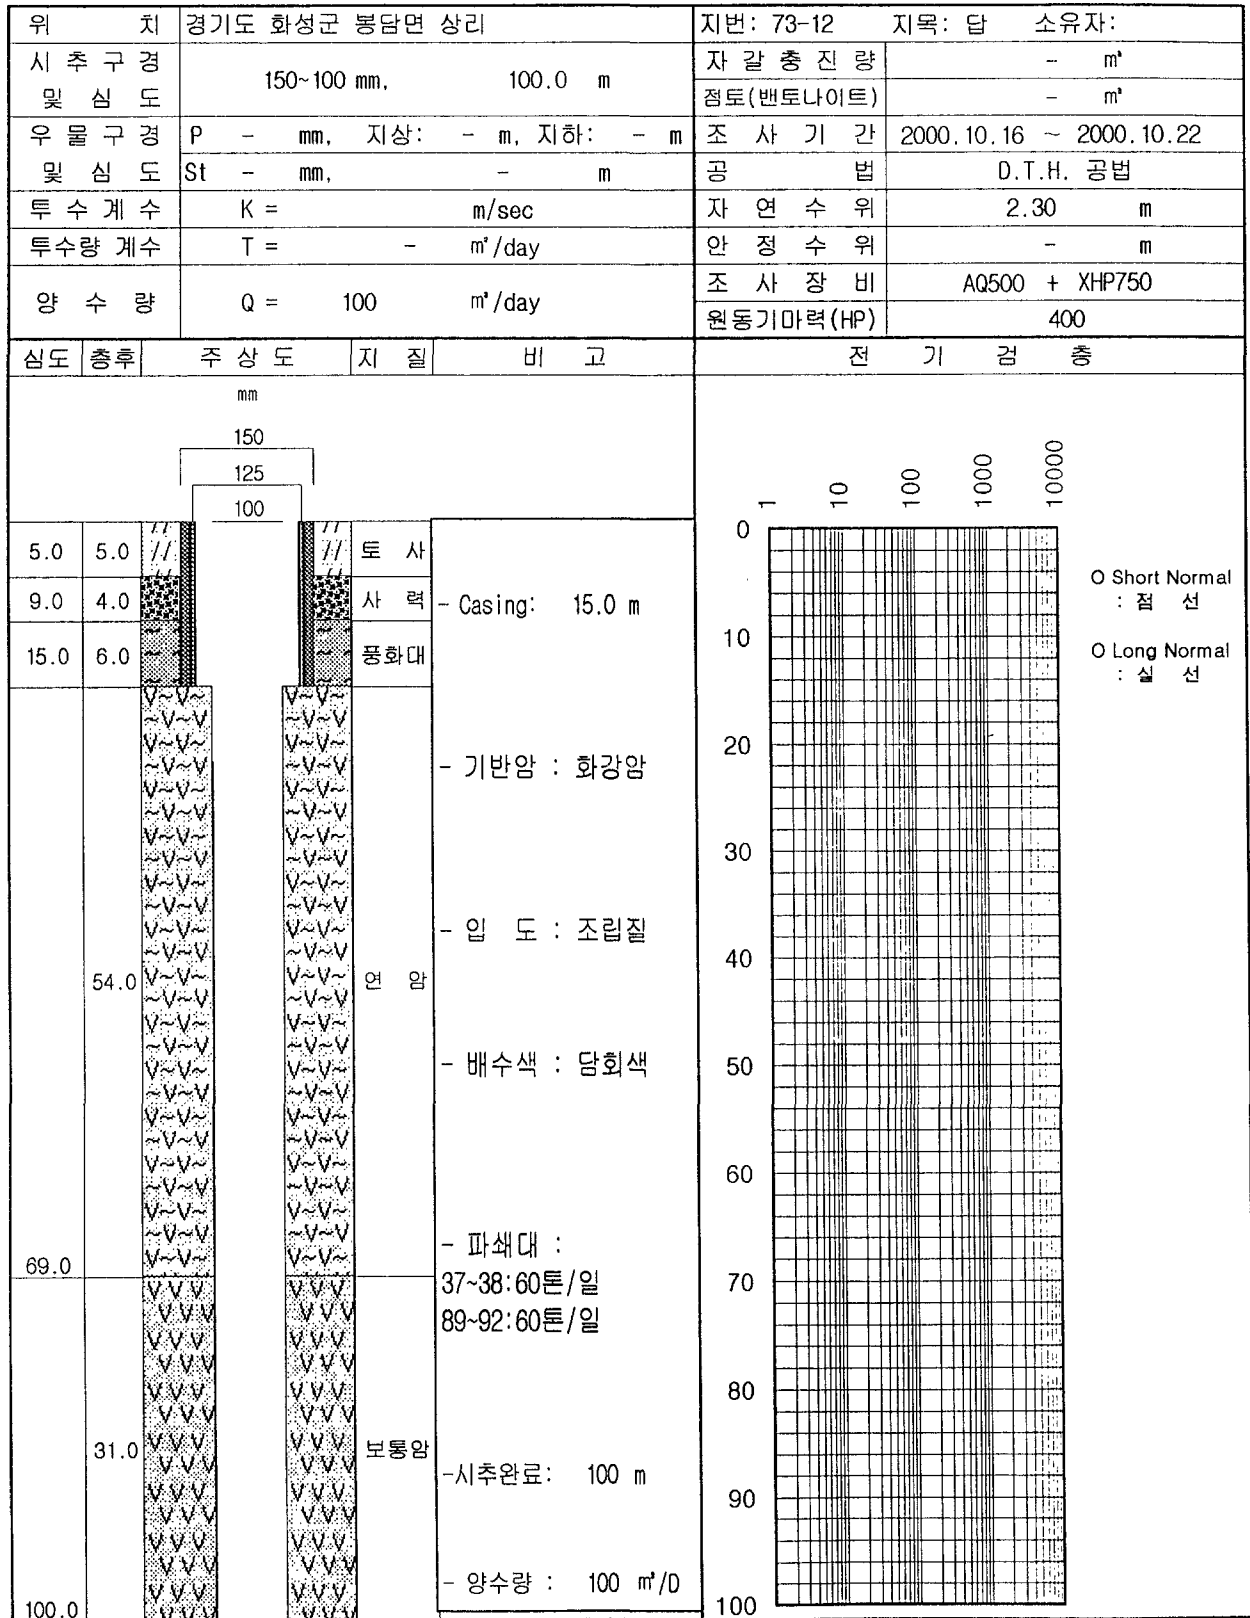 위 치 경기도 화성군 봉담면 상리 지번: 73-12 지목: 답 소유자:
시 추 구 경 및 심 도 150~100 mm, 100.0 m
자 갈 충 진 량 - ㎥
점토(밴토나이트) - ㎥
우 물 구 경 및 심 도 P - mm, 지상: - m, 지하: - m
St - mm, - m
조 사 기 간 2000.10.16 ~ 2000.10.22
공 법 D.T.H. 공법
투 수 계 수 K = m/sec
자 연 수 위 2.30 m
투수량 계수 T = - ㎡/day
안 정 수 위 - m
양 수 량 Q = 100 ㎥/day
조 사 장 비 AQ500 + XHP750
원동기마력(HP) 400
심도 층후 주 상 도 지 질 비 고 전 기 검 층
mm
150
125
100
5.0 5.0 토 사
9.0 4.0 사 력
15.0 6.0 풍화대
54.0 연 암
69.0
31.0 보통암
100.0
- Casing: 15.0 m
- 기반암 : 화강암
- 입 도 : 조립질
- 배수색 : 담회색
- 파쇄대 :
37~38:60톤/일
89~92:60톤/일
-시추완료: 100 m
- 양수량 : 100 ㎥/D
1 10 100 1000 10000
0
10
20
30
40
50
60
70
80
90
100
O Short Normal
: 점 선
O Long Normal
: 실 선